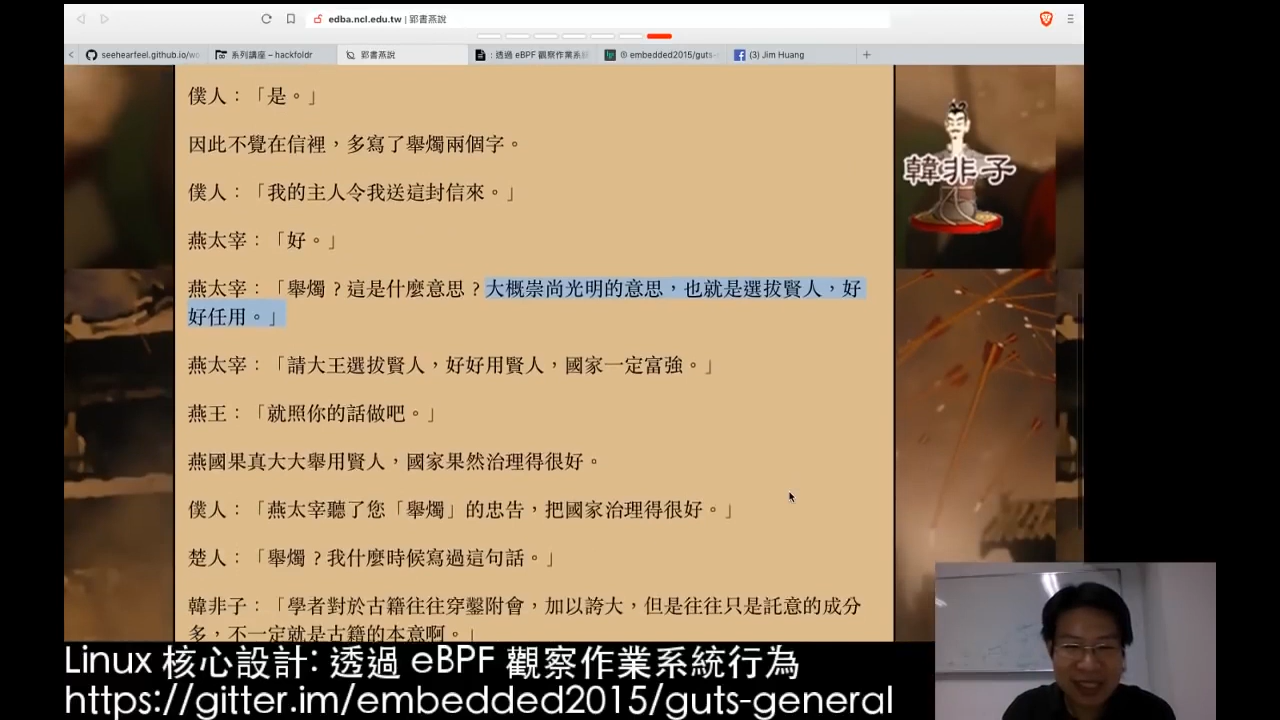 edba.ncl.edu.tw | 郢書燕說
seehearfeel.github.io/wo
系列講座 – hackfoldr
郢書燕說
: 透過 eBPF 觀察作業系統
® embedded2015/guts-
(3) Jim Huang
僕人：「是。」
因此不覺在信裡，多寫了舉燭兩個字。
僕人：「我的主人令我送這封信來。」
韓非子
燕太宰：「好。」
燕太宰：「舉燭？這是什麼意思？大概崇尚光明的意思，也就是選拔賢人，好
好任用。」
燕太宰：「請大王選拔賢人，好好用賢人，國家一定富強。」
燕王：「就照你的話做吧。」
燕國果真大大舉用賢人，國家果然治理得很好。
僕人：「燕太宰聽了您「舉燭」的忠告，把國家治理得很好。」
楚人：「舉燭？我什麼時候寫過這句話。」
韓非子：「學者對於古籍往往穿鑿附會，加以誇大，但是往往只是託意的成分
多，不一定就是古籍的本意啊。」
Linux 核心設計: 透過 eBPF 觀察作業系統行為
https://gitter.im/embedded2015/guts-general